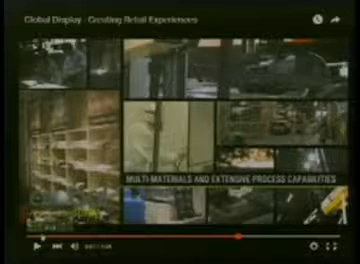 Global Display - Creating Retail Experiences
MULTI-MATERIALS AND EXTENSIVE PROCESS CAPABILITIES